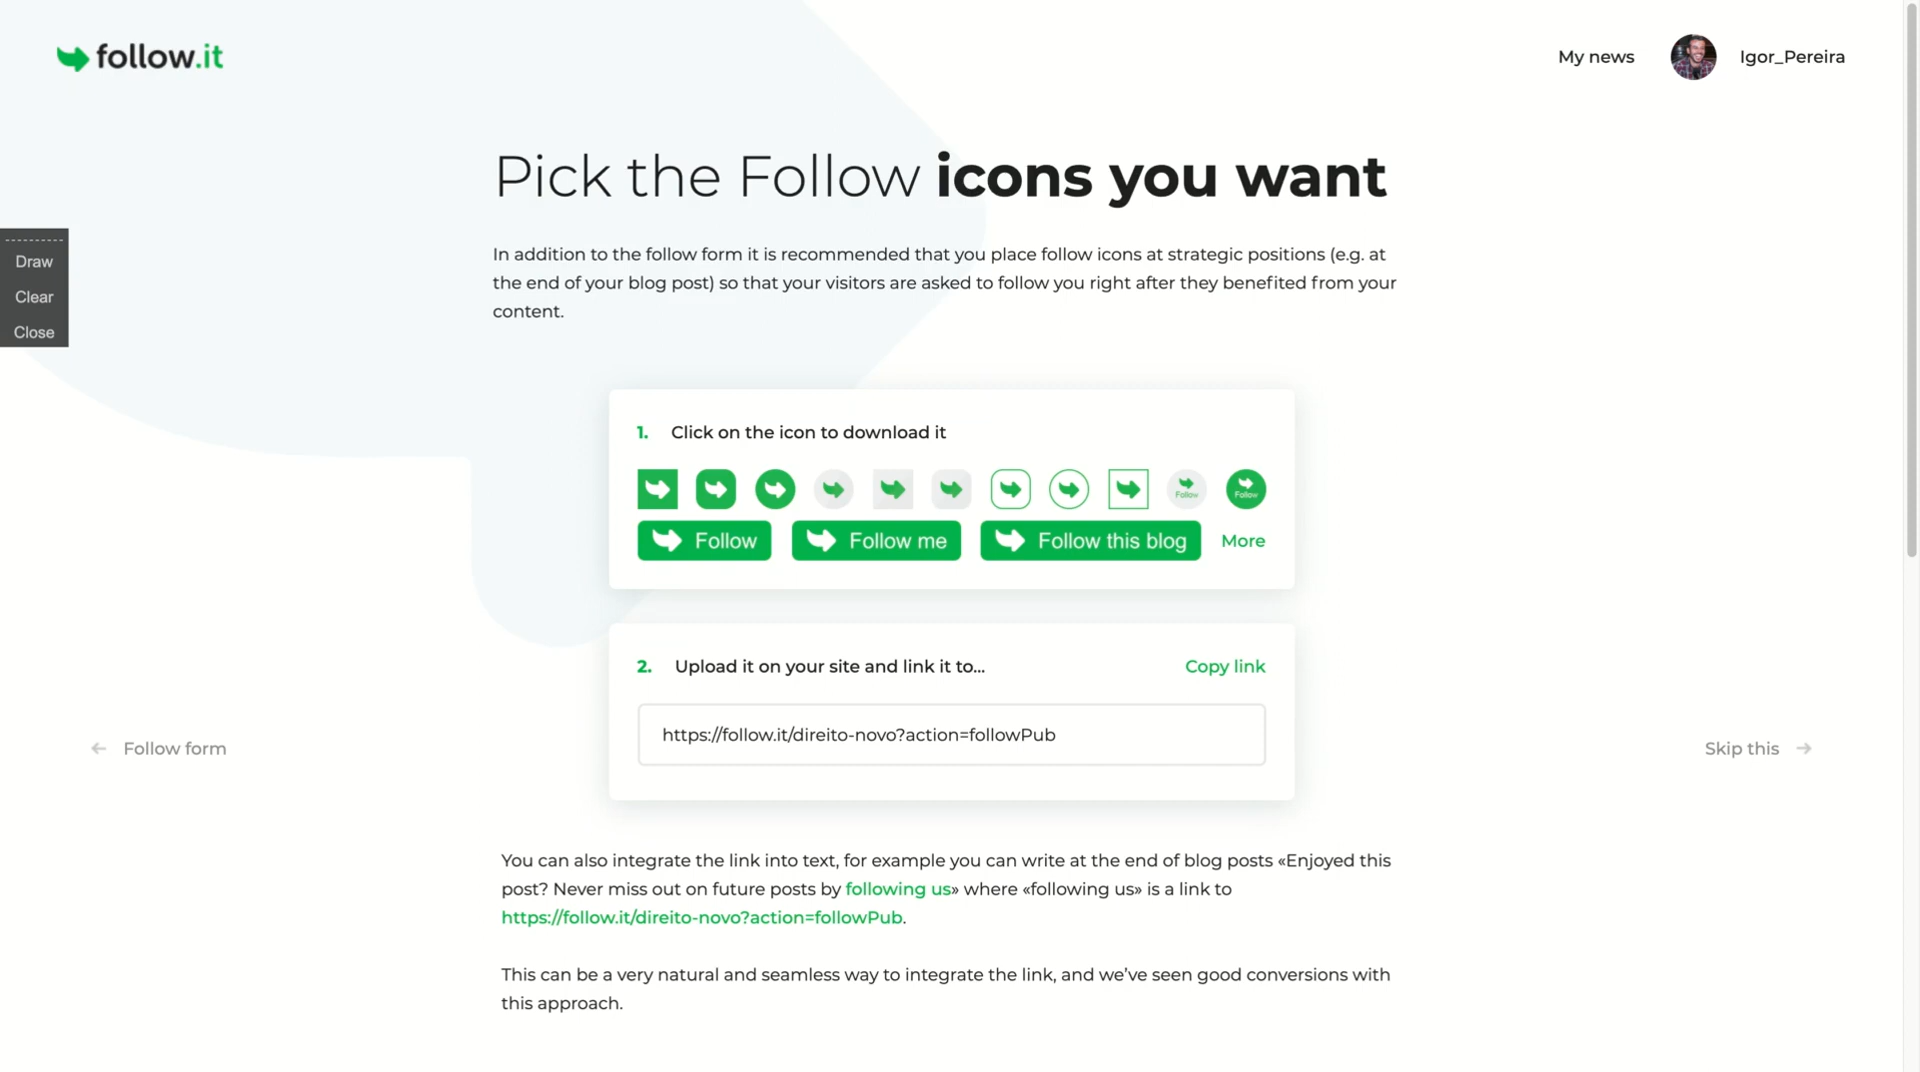 follow.it
My news
Igor_Pereira
Pick the Follow icons you want
Draw
Clear
Close
In addition to the follow form it is recommended that you place follow icons at strategic positions (e.g. at
the end of your blog post) so that your visitors are asked to follow you right after they benefited from your
content.
1. Click on the icon to download it
Follow
Follow
Follow
Follow me
Follow this blog
More
2. Upload it on your site and link it to...
Copy link
https://follow.it/direito-novo?action=followPub
Follow form
Skip this
You can also integrate the link into text, for example you can write at the end of blog posts «Enjoyed this
post? Never miss out on future posts by following us» where «following us» is a link to
https://follow.it/direito-novo?action=followPub.
This can be a very natural and seamless way to integrate the link, and we’ve seen good conversions with
this approach.